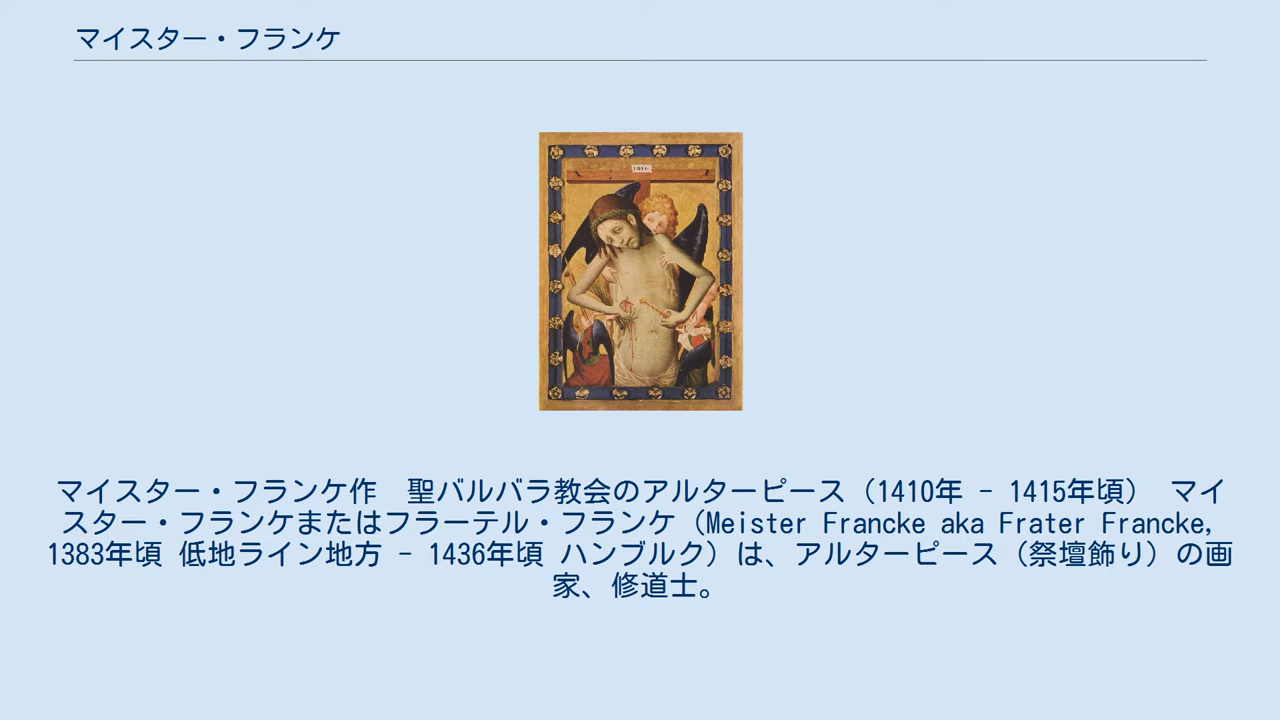 マイスター・フランケ
マイスター・フランケ作　聖バルバラ教会のアルターピース（1410年 - 1415年頃）　マイ
スター・フランケまたはフラーテル・フランケ（Meister Francke aka Frater Francke,
1383年頃 低地ライン地方 - 1436年頃 ハンブルク）は、アルターピース（祭壇飾り）の画
家、修道士。